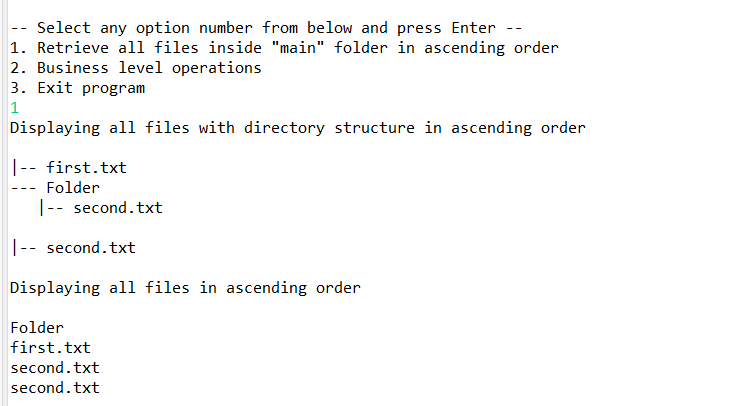 -- Select any option number from below and press Enter --
1. Retrieve all files inside "main" folder in ascending order
2. Business level operations
3. Exit program
1
Displaying all files with directory structure in ascending order
|-- first.txt
--- Folder
   |-- second.txt
|-- second.txt
Displaying all files in ascending order
Folder
first.txt
second.txt
second.txt